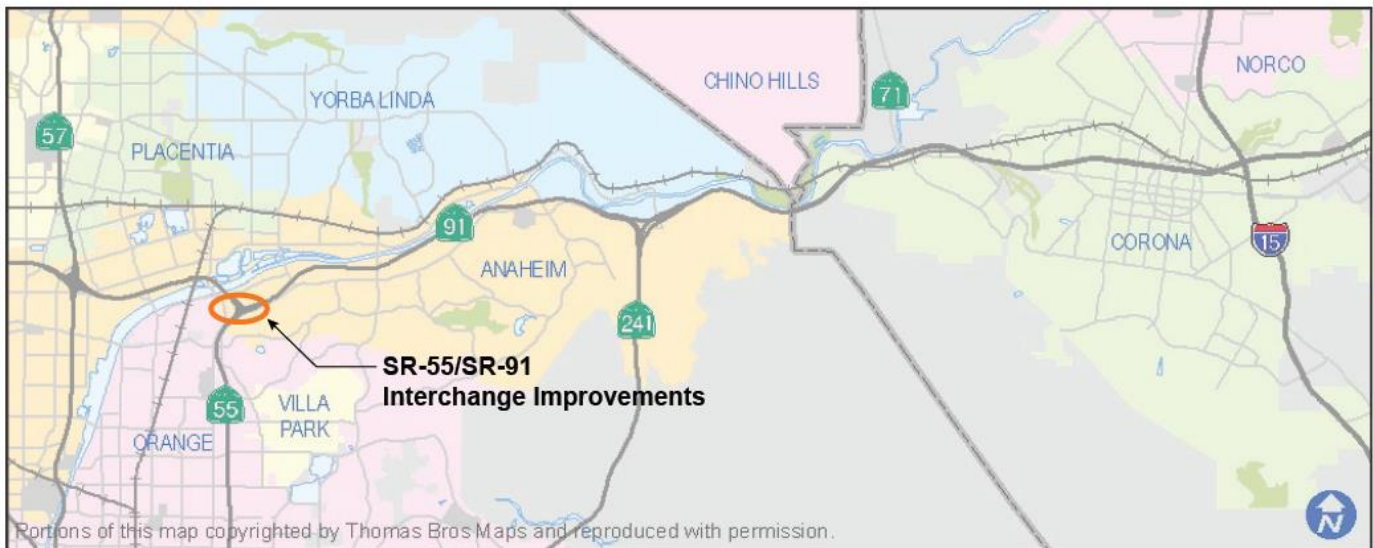 CHINO HILLS
NORCO
71
YORBA LINDA
57
PLACENTIA
91
ANAHEIM
CORONA
15
241
SR-55/SR-91
Interchange Improvements
55
VILLA
PARK
ORANGE
Portions of this map copyrighted by Thomas Bros Maps and reproduced with permission.
N